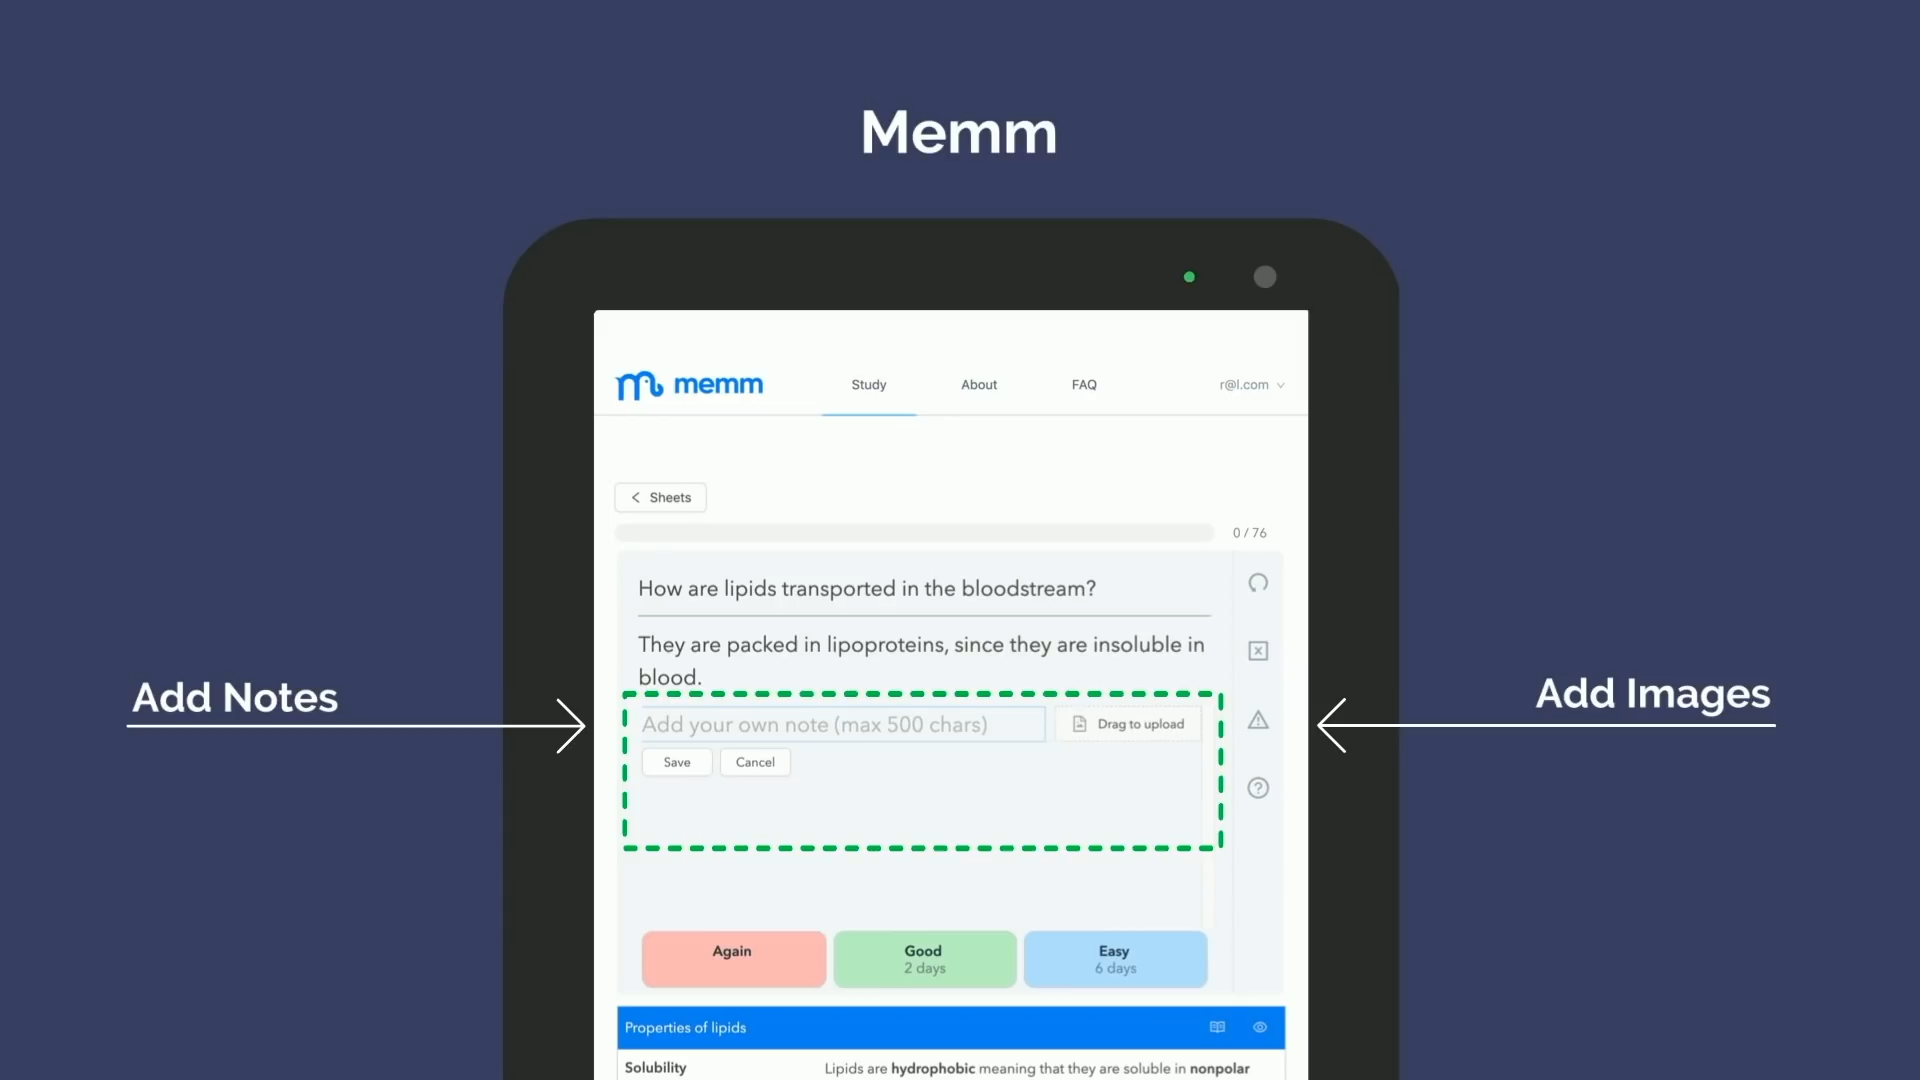 Memm
memm
Study
About
FAQ
r@l.com
Sheets
0 / 76
How are lipids transported in the bloodstream?
They are packed in lipoproteins, since they are insoluble in
blood.
Add Notes
Add Images
Add your own note (max 500 chars)
Drag to upload
Save
Cancel
Again
Good
2 days
Easy
6 days
Properties of lipids
Solubility
Lipids are hydrophobic meaning that they are soluble in nonpolar